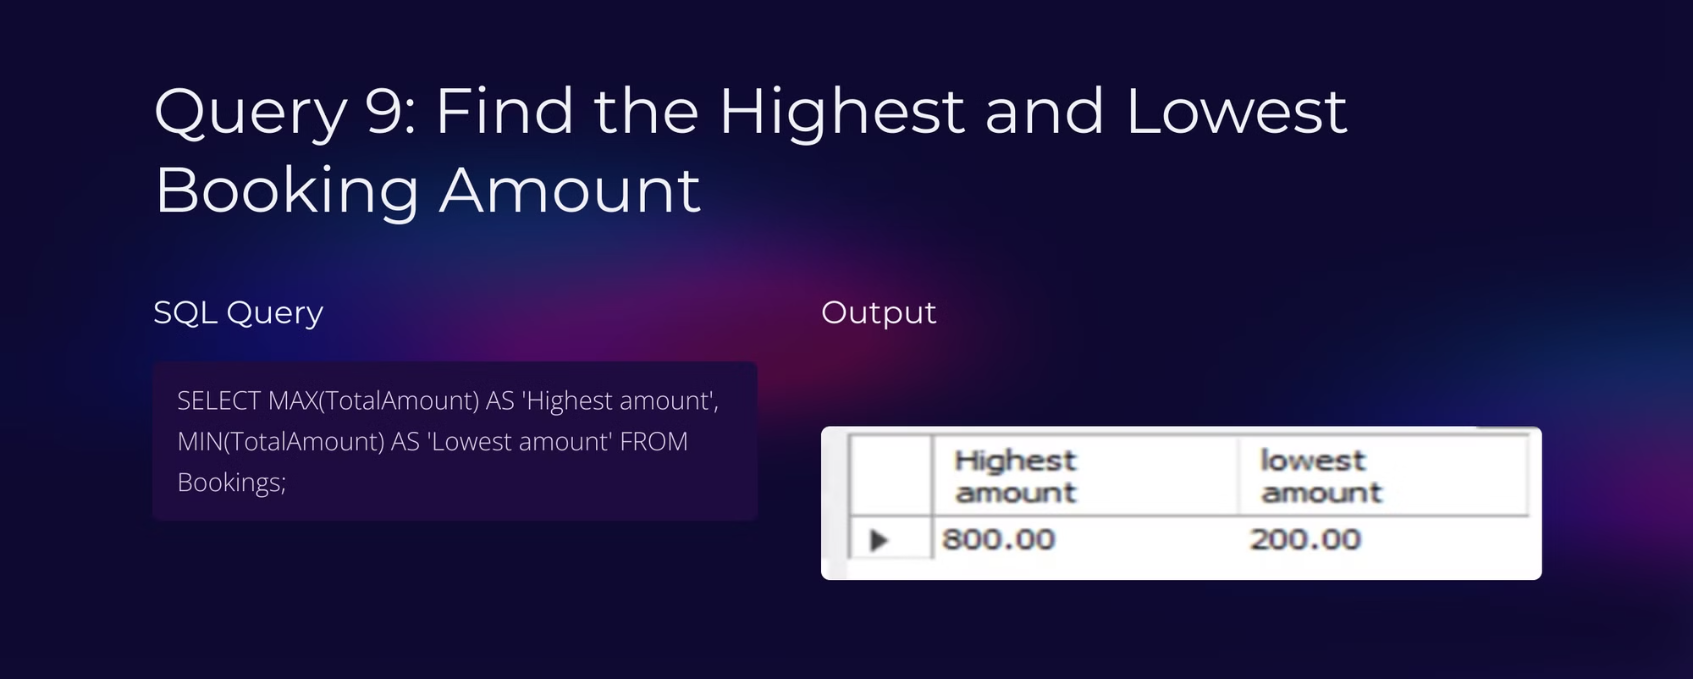 Query 9: Find the Highest and Lowest
Booking Amount
SQL Query
SELECT MAX(TotalAmount) AS 'Highest amount',
MIN(TotalAmount) AS 'Lowest amount' FROM
Bookings;
Output
Highest amount
lowest amount
800.00
200.00